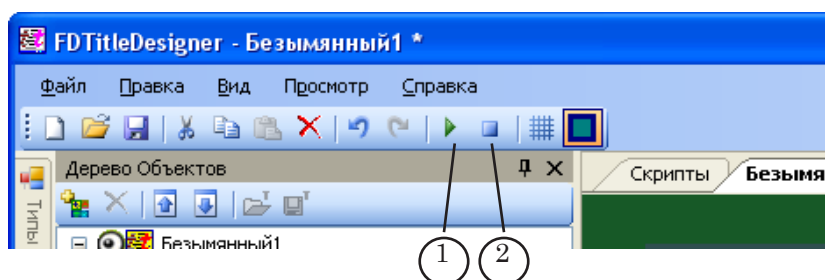 FDTitleDesigner - Безымянный1 *
Файл Правка Вид Просмотр Справка
Дерево Объектов
Скрипты Безымя
Типы
Безымянный1
1 2